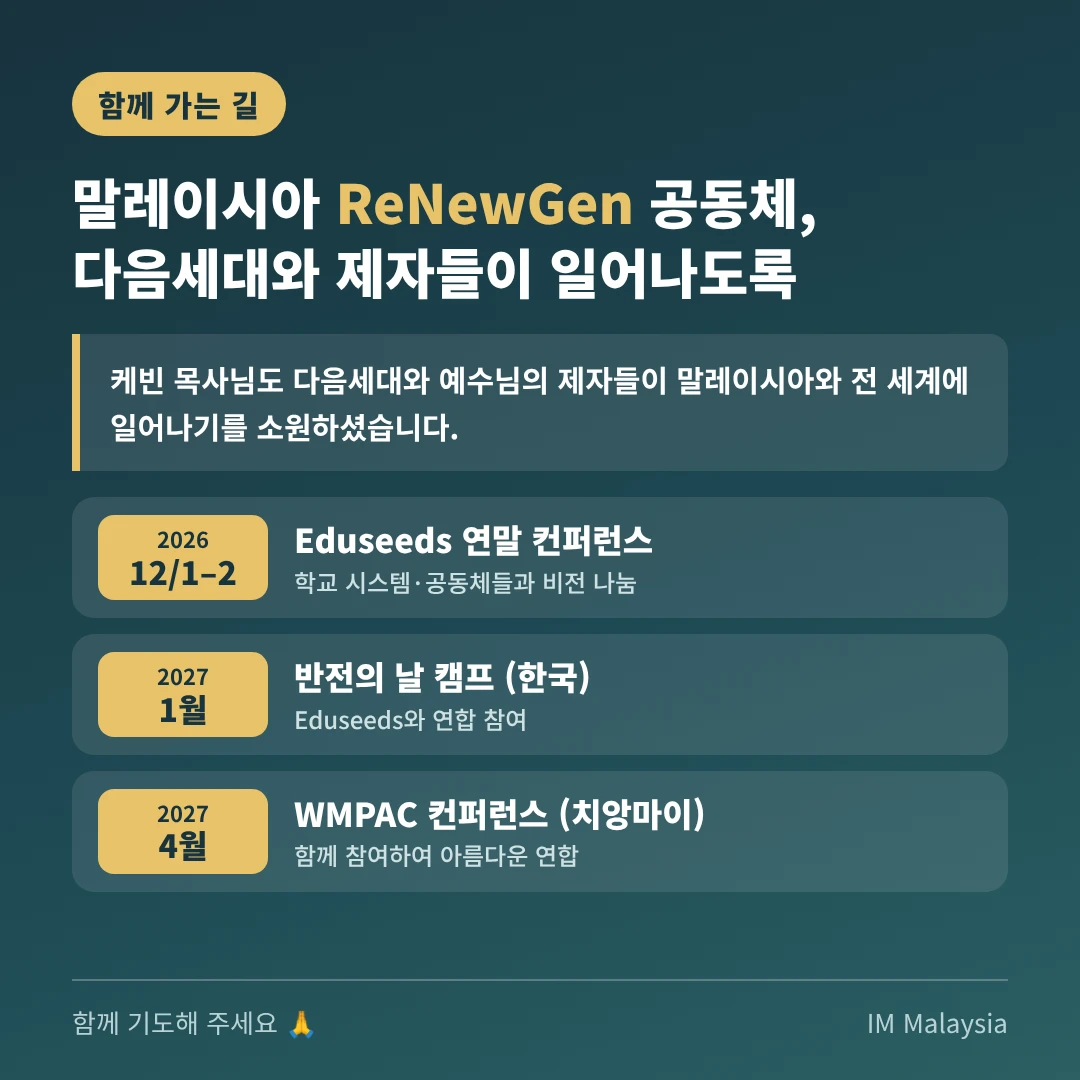 함께 가는 길
말레이시아 ReNewGen 공동체,
다음세대와 제자들이 일어나도록
케빈 목사님도 다음세대와 예수님의 제자들이 말레이시아와 전 세계에
일어나기를 소원하셨습니다.
2026
12/1–2
Eduseeds 연말 컨퍼런스
학교 시스템·공동체들과 비전 나눔
2027
1월
반전의 날 캠프 (한국)
Eduseeds와 연합 참여
2027
4월
WMPAC 컨퍼런스 (치앙마이)
함께 참여하여 아름다운 연합
함께 기도해 주세요 🙏
IM Malaysia